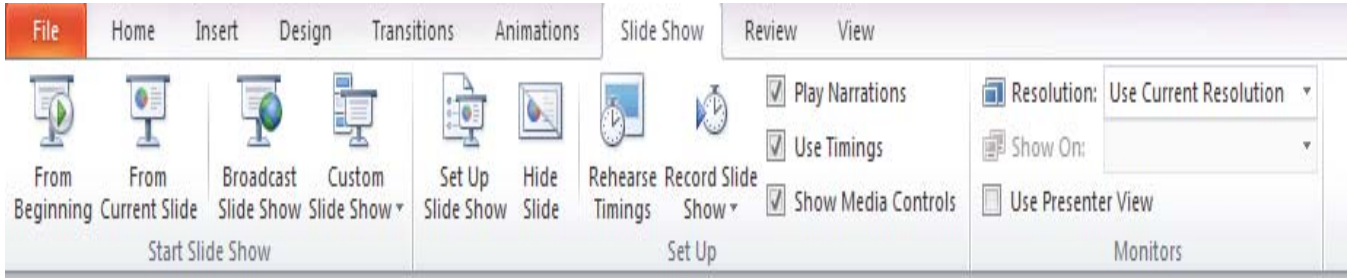 File Home Insert Design Transitions Animations Slide Show Review View
From Beginning
From Current Slide
Broadcast Slide Show
Custom Slide Show
Set Up Slide Show
Hide Slide
Rehearse Timings
Record Slide Show
Play Narrations
Use Timings
Show Media Controls
Resolution: Use Current Resolution
Show On:
Use Presenter View
Start Slide Show
Set Up
Monitors